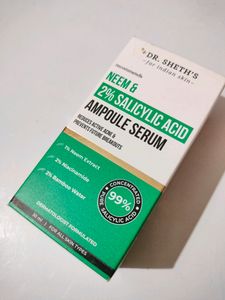 DR. SHETH'S
for indian skin
NEEM &
2% SALICYLIC ACID
AMPOULE SERUM
REDUCES ACTIVE ACNE &
PREVENTS FUTURE BREAKOUTS
1% Neem Extract
2% Niacinamide
2% Bamboo Water
CONCENTRATED
99%
PURE
SALICYLIC ACID
DERMATOLOGIST FORMULATED
30 ml | FOR ALL SKIN TYPES